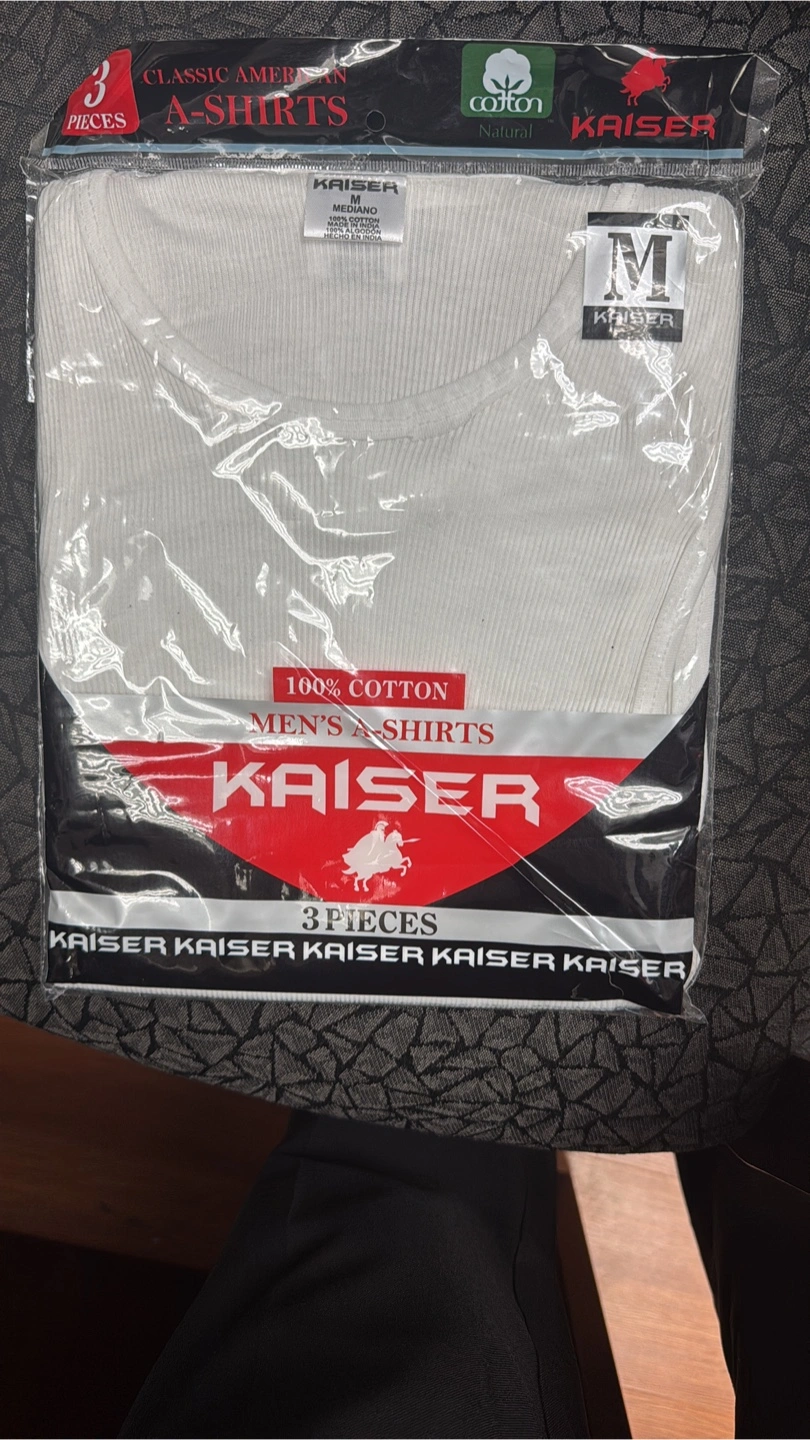 3
PIECES
CLASSIC AMERICAN
A-SHIRTS
cotton
Natural
KAISER
KAISER
M
MEDIANO
100% COTTON
MADE IN INDIA
100% ALGODÓN
HECHO EN INDIA
M
KAISER
100% COTTON
MEN'S A-SHIRTS
KAISER
3 PIECES
KAISER KAISER KAISER KAISER KAISER